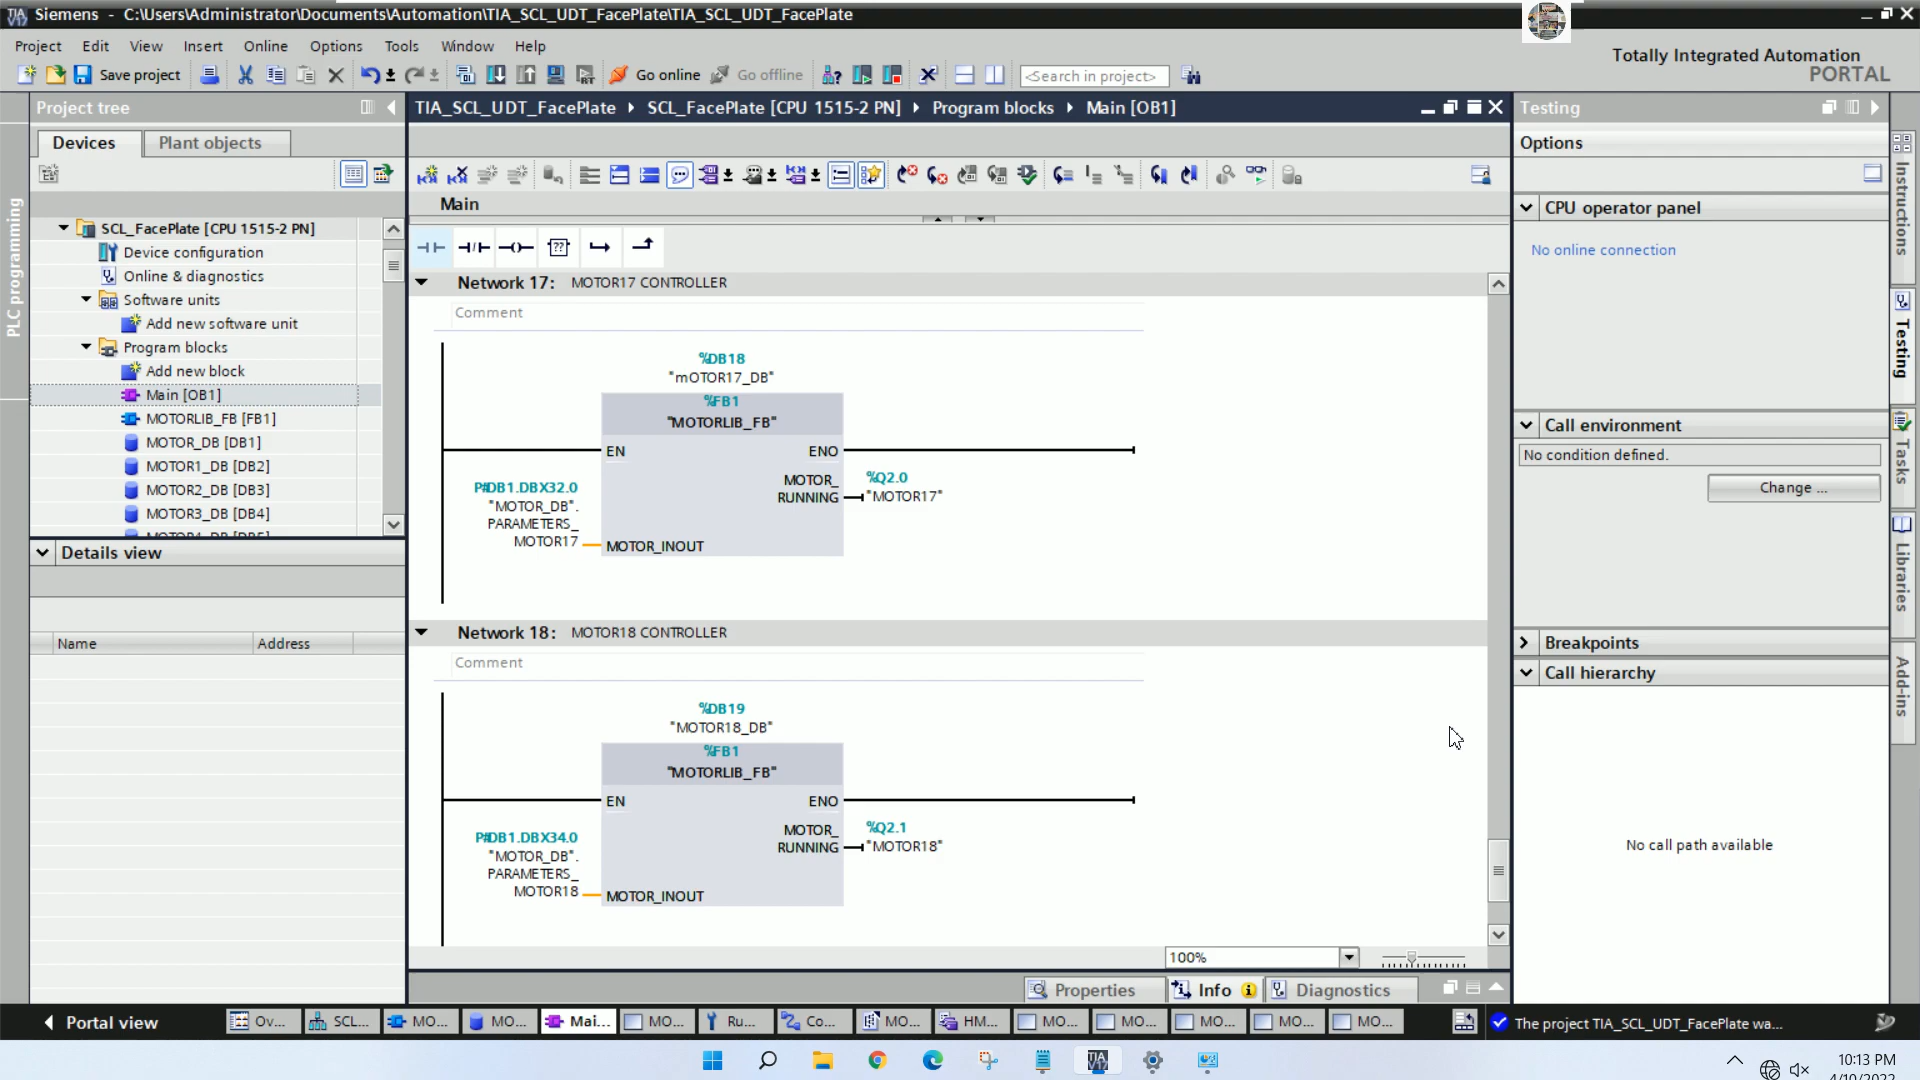 Siemens - C:\Users\Administrator\Documents\Automation\TIA_SCL_UDT_FacePlate\TIA_SCL_UDT_FacePlate
Project Edit View Insert Online Options Tools Window Help
Totally Integrated Automation
PORTAL
Save project
Go online
Go offline
<Search in project>
Project tree
TIA_SCL_UDT_FacePlate
SCL_FacePlate [CPU 1515-2 PN]
Program blocks
Main [OB1]
Testing
Devices
Plant objects
Options
PLC programming
SCL_FacePlate [CPU 1515-2 PN]
Device configuration
Online & diagnostics
Software units
Add new software unit
Program blocks
Add new block
Main [OB1]
MOTORLIB_FB [FB1]
MOTOR_DB [DB1]
MOTOR1_DB [DB2]
MOTOR2_DB [DB3]
MOTOR3_DB [DB4]
MOTOR4_DB [DB5]
Details view
Name Address
Main
Network 17: MOTOR17 CONTROLLER
Comment
%DB18
"mOTOR17_DB"
%FB1
"MOTORLIB_FB"
EN
ENO
P#DB1.DBX32.0
"MOTOR_DB".
PARAMETERS_
MOTOR17
MOTOR_INOUT
MOTOR_
RUNNING
%Q2.0
"MOTOR17"
Network 18: MOTOR18 CONTROLLER
Comment
%DB19
"MOTOR18_DB"
%FB1
"MOTORLIB_FB"
EN
ENO
P#DB1.DBX34.0
"MOTOR_DB".
PARAMETERS_
MOTOR18
MOTOR_INOUT
MOTOR_
RUNNING
%Q2.1
"MOTOR18"
100%
Properties
Info
Diagnostics
CPU operator panel
No online connection
Call environment
No condition defined.
Change ...
Breakpoints
Call hierarchy
No call path available
Instructions
Testing
Tasks
Libraries
Add-ins
Portal view
Ov...
SCL...
MO...
MO...
Mai...
MO...
Ru...
Co...
MO...
HM...
MO...
MO...
MO...
MO...
MO...
The project TIA_SCL_UDT_FacePlate wa...
10:13 PM
4/10/2022